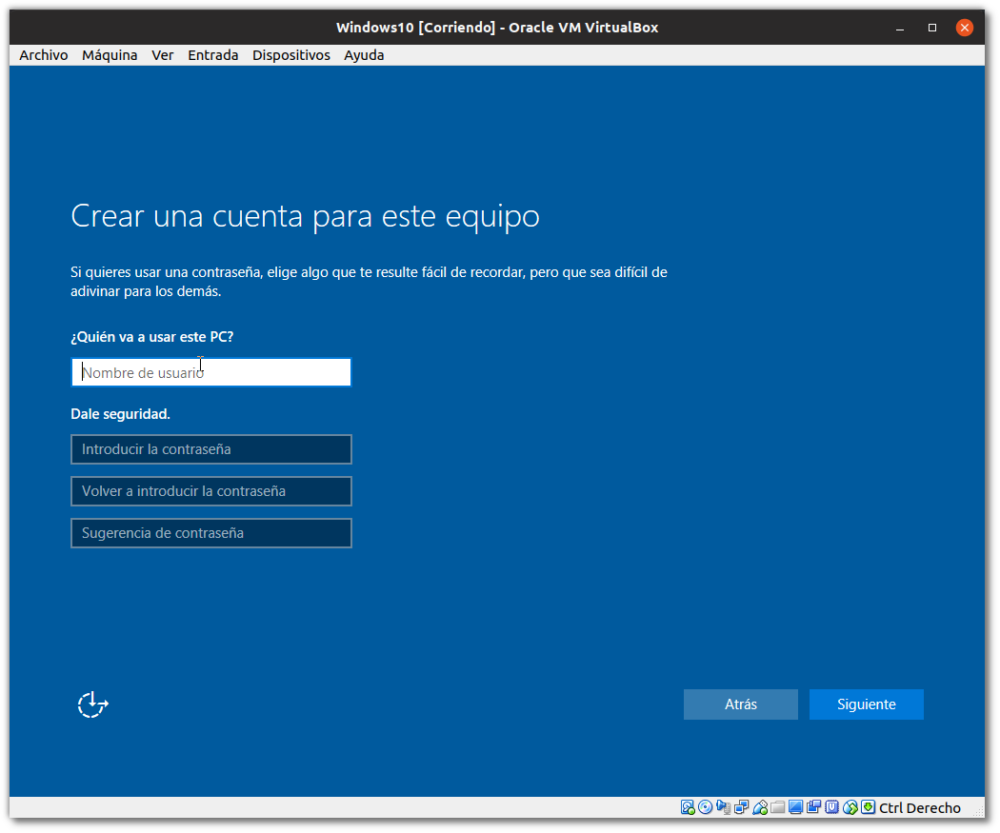 Windows10 [Corriendo] - Oracle VM VirtualBox
Archivo Máquina Ver Entrada Dispositivos Ayuda
Crear una cuenta para este equipo
Si quieres usar una contraseña, elige algo que te resulte fácil de recordar, pero que sea difícil de
adivinar para los demás.
¿Quién va a usar este PC?
Nombre de usuario
Dale seguridad.
Introducir la contraseña
Volver a introducir la contraseña
Sugerencia de contraseña
Atrás Siguiente
Ctrl Derecho